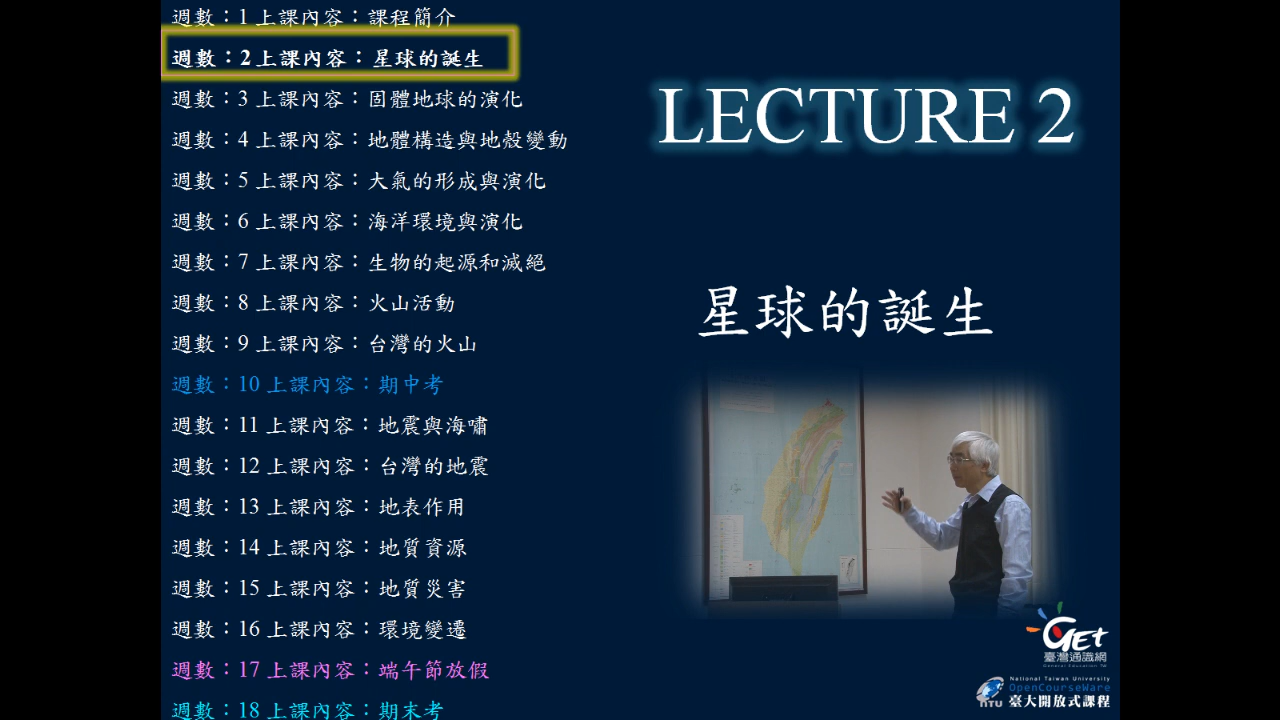 週數：1 上課內容：課程簡介
週數：2 上課內容：星球的誕生
週數：3 上課內容：固體地球的演化
週數：4 上課內容：地體構造與地殼變動
週數：5 上課內容：大氣的形成與演化
週數：6 上課內容：海洋環境與演化
週數：7 上課內容：生物的起源和滅絕
週數：8 上課內容：火山活動
週數：9 上課內容：台灣的火山
週數：10 上課內容：期中考
週數：11 上課內容：地震與海嘯
週數：12 上課內容：台灣的地震
週數：13 上課內容：地表作用
週數：14 上課內容：地質資源
週數：15 上課內容：地質災害
週數：16 上課內容：環境變遷
週數：17 上課內容：端午節放假
週數：18 上課內容：期末考
LECTURE 2
星球的誕生
GEt
臺灣通識網
National Taiwan University
OpenCourseWare
NTU 臺大開放式課程